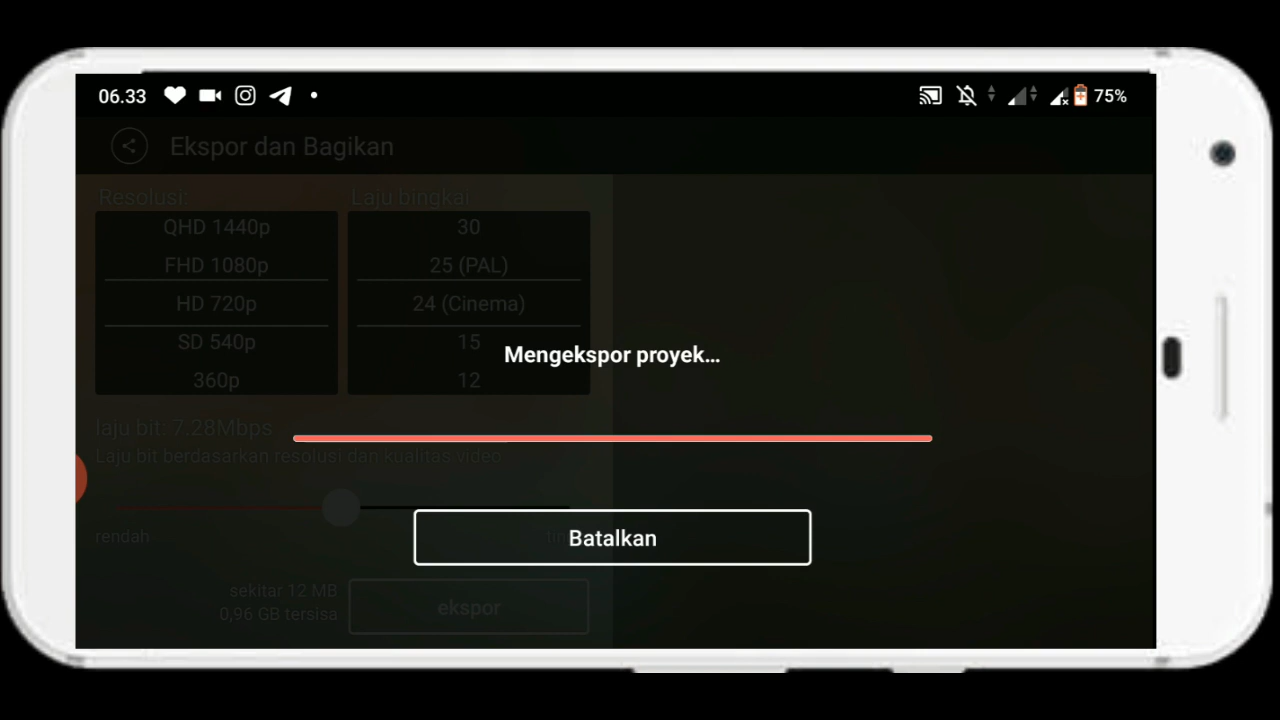 06.33
75%
Ekspor dan Bagikan
Resolusi:
Laju bingkai
QHD 1440p
30
FHD 1080p
25 (PAL)
HD 720p
24 (Cinema)
SD 540p
15
360p
12
Mengekspor proyek...
laju bit: 7.28Mbps
Laju bit berdasarkan resolusi dan kualitas video
rendah
Batalkan
sekitar 12 MB
0,96 GB tersisa
ekspor